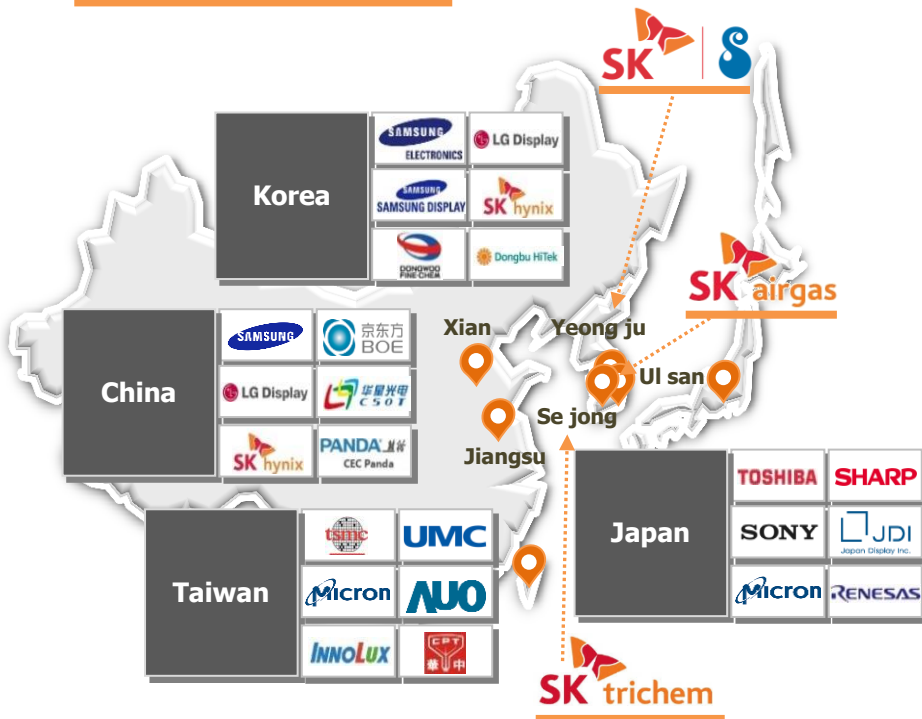 SK
Korea
SAMSUNG
ELECTRONICS
LG Display
SAMSUNG
SAMSUNG DISPLAY
SK hynix
DONGWOO
FINE-CHEM
Dongbu HiTek
SK airgas
China
SAMSUNG
京东方
BOE
LG Display
华星光电
CSOT
SK hynix
PANDA
CEC Panda
Xian
Yeong ju
Ul san
Se jong
Jiangsu
Taiwan
tsmc
UMC
Micron
AUO
INNOLUX
CPT
華 中
Japan
TOSHIBA
SHARP
SONY
JDI
Japan Display Inc.
Micron
RENESAS
SK trichem